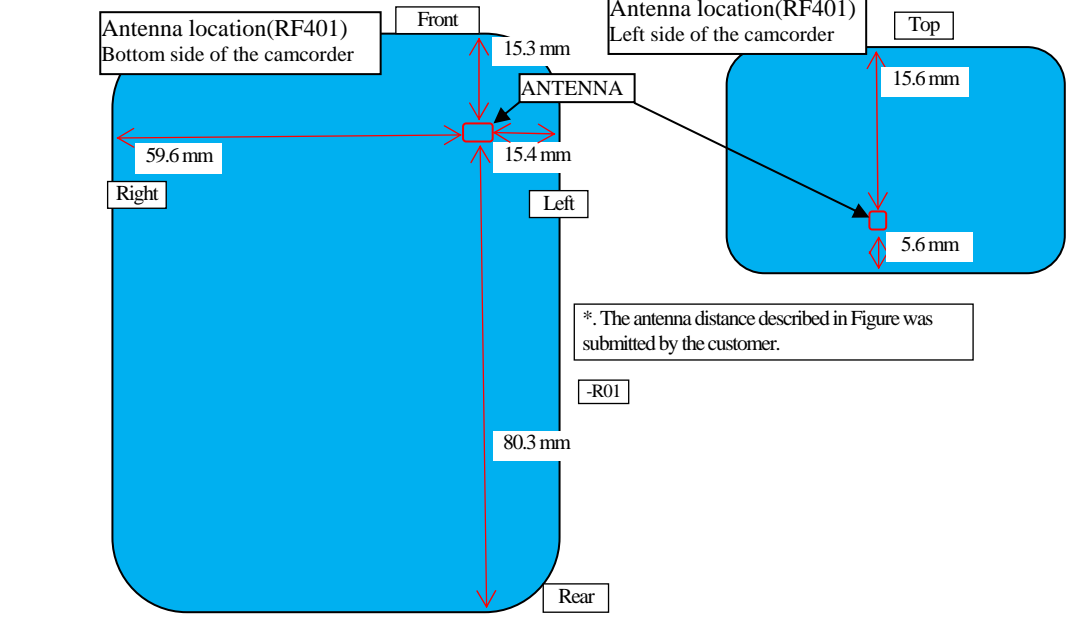 Antenna location(RF401)
Bottom side of the camcorder
Front
15.3 mm
ANTENNA
59.6 mm
15.4 mm
Right
Left
80.3 mm
Rear
Antenna location(RF401)
Left side of the camcorder
Top
15.6 mm
5.6 mm
*. The antenna distance described in Figure was
submitted by the customer.
-R01